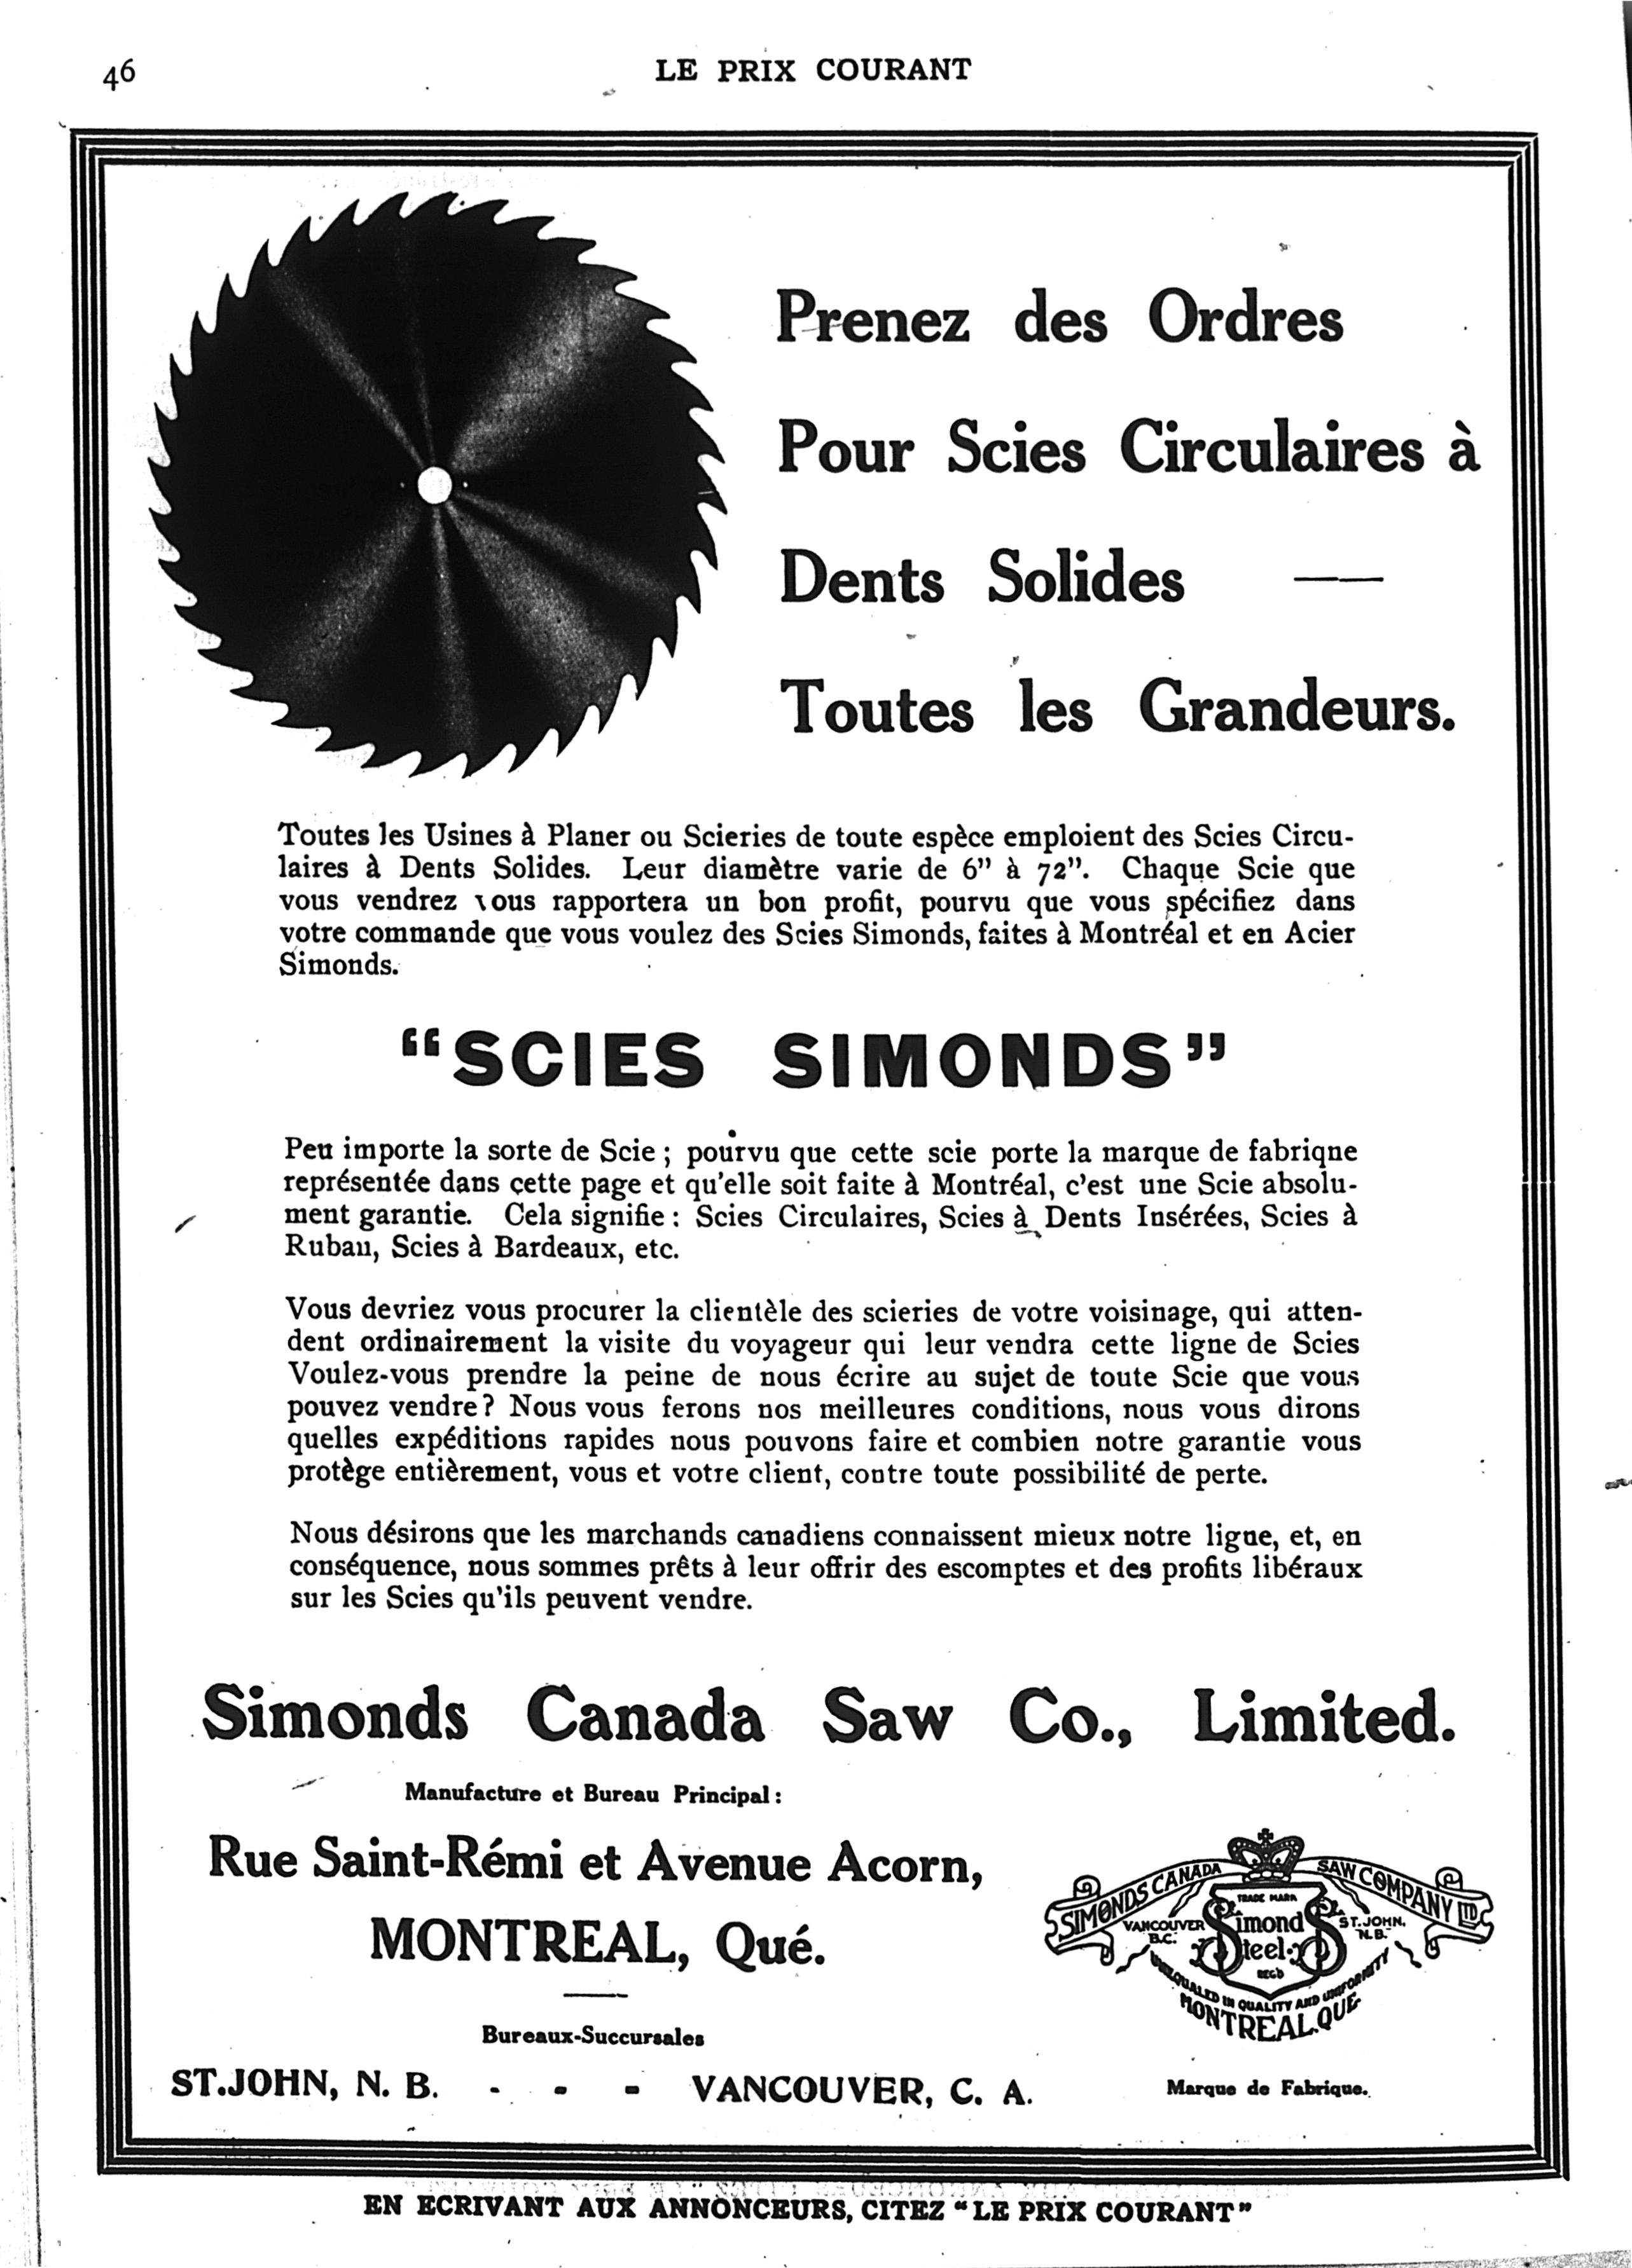 46
LE PRIX COURANT
Prenez des Ordres
Pour Scies Circulaires à
Dents Solides —
Toutes les Grandeurs.
Toutes les Usines à Planer ou Scieries de toute espèce emploient des Scies Circu-
laires à Dents Solides. Leur diamètre varie de 6” à 72”. Chaque Scie que
vous vendrez vous rapportera un bon profit, pourvu que vous spécifiez dans
votre commande que vous voulez des Scies Simonds, faites à Montréal et en Acier
Simonds.
“SCIES SIMONDS”
Peu importe la sorte de Scie ; pourvu que cette scie porte la marque de fabrique
représentée dans cette page et qu'elle soit faite à Montréal, c'est une Scie absolu-
ment garantie. Cela signifie : Scies Circulaires, Scies à Dents Insérées, Scies à
Ruban, Scies à Bardeaux, etc.
Vous devriez vous procurer la clientèle des scieries de votre voisinage, qui atten-
dent ordinairement la visite du voyageur qui leur vendra cette ligne de Scies
Voulez-vous prendre la peine de nous écrire au sujet de toute Scie que vous
pouvez vendre? Nous vous ferons nos meilleures conditions, nous vous dirons
quelles expéditions rapides nous pouvons faire et combien notre garantie vous
protège entièrement, vous et votre client, contre toute possibilité de perte.
Nous désirons que les marchands canadiens connaissent mieux notre ligne, et, en
conséquence, nous sommes prêts à leur offrir des escomptes et des profits libéraux
sur les Scies qu'ils peuvent vendre.
Simonds Canada Saw Co., Limited.
Manufacture et Bureau Principal :
Rue Saint-Rémi et Avenue Acorn,
MONTREAL, Qué.
Bureaux-Succursales
ST.JOHN, N. B. - - - VANCOUVER, C. A.
SIMONDS CANADA SAW COMPANY LTD
TRADE MARK
VANCOUVER B.C.
Simonds
Steel
ST. JOHN, N.B.
REG'D
UNEQUALED IN QUALITY AND UNIFORMITY
MONTREAL.QUE
Marque de Fabrique.
EN ECRIVANT AUX ANNONCEURS, CITEZ “LE PRIX COURANT”